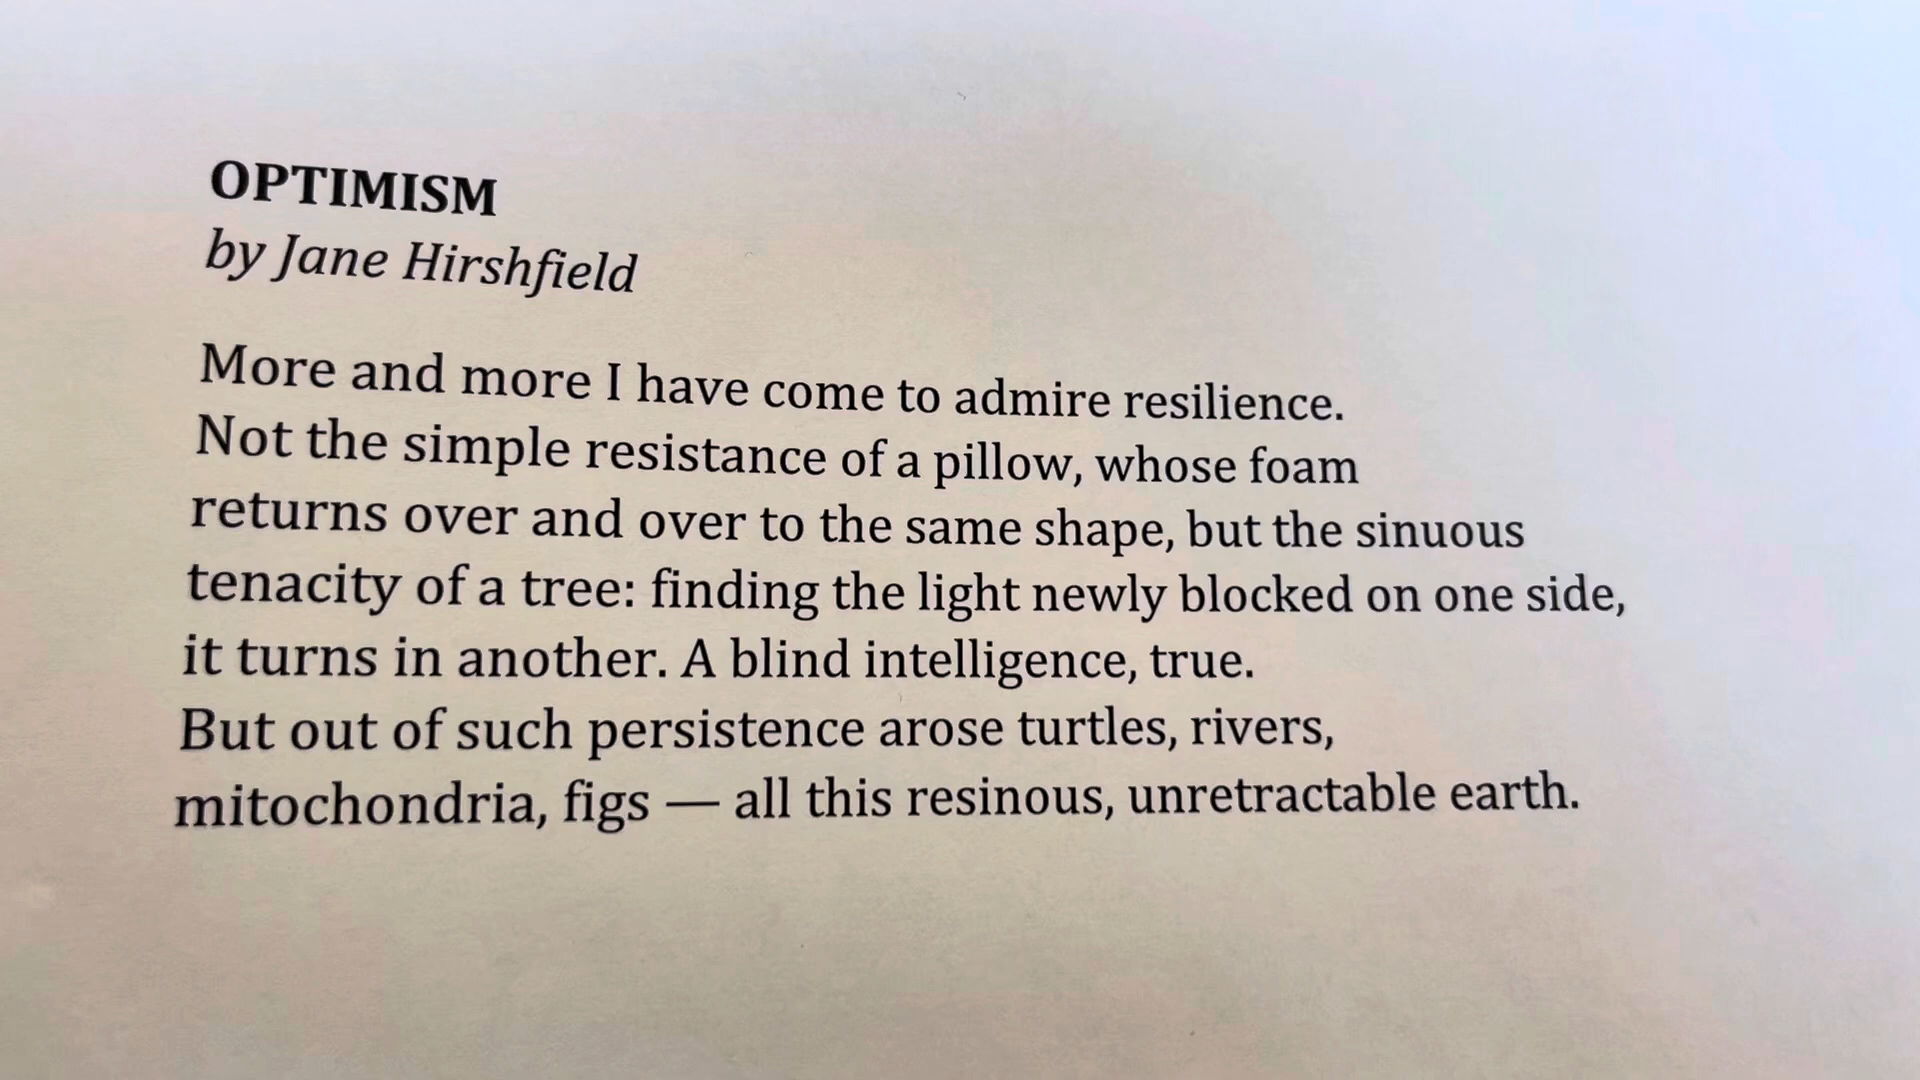 OPTIMISM
by Jane Hirshfield
More and more I have come to admire resilience.
Not the simple resistance of a pillow, whose foam
returns over and over to the same shape, but the sinuous
tenacity of a tree: finding the light newly blocked on one side,
it turns in another. A blind intelligence, true.
But out of such persistence arose turtles, rivers,
mitochondria, figs — all this resinous, unretractable earth.